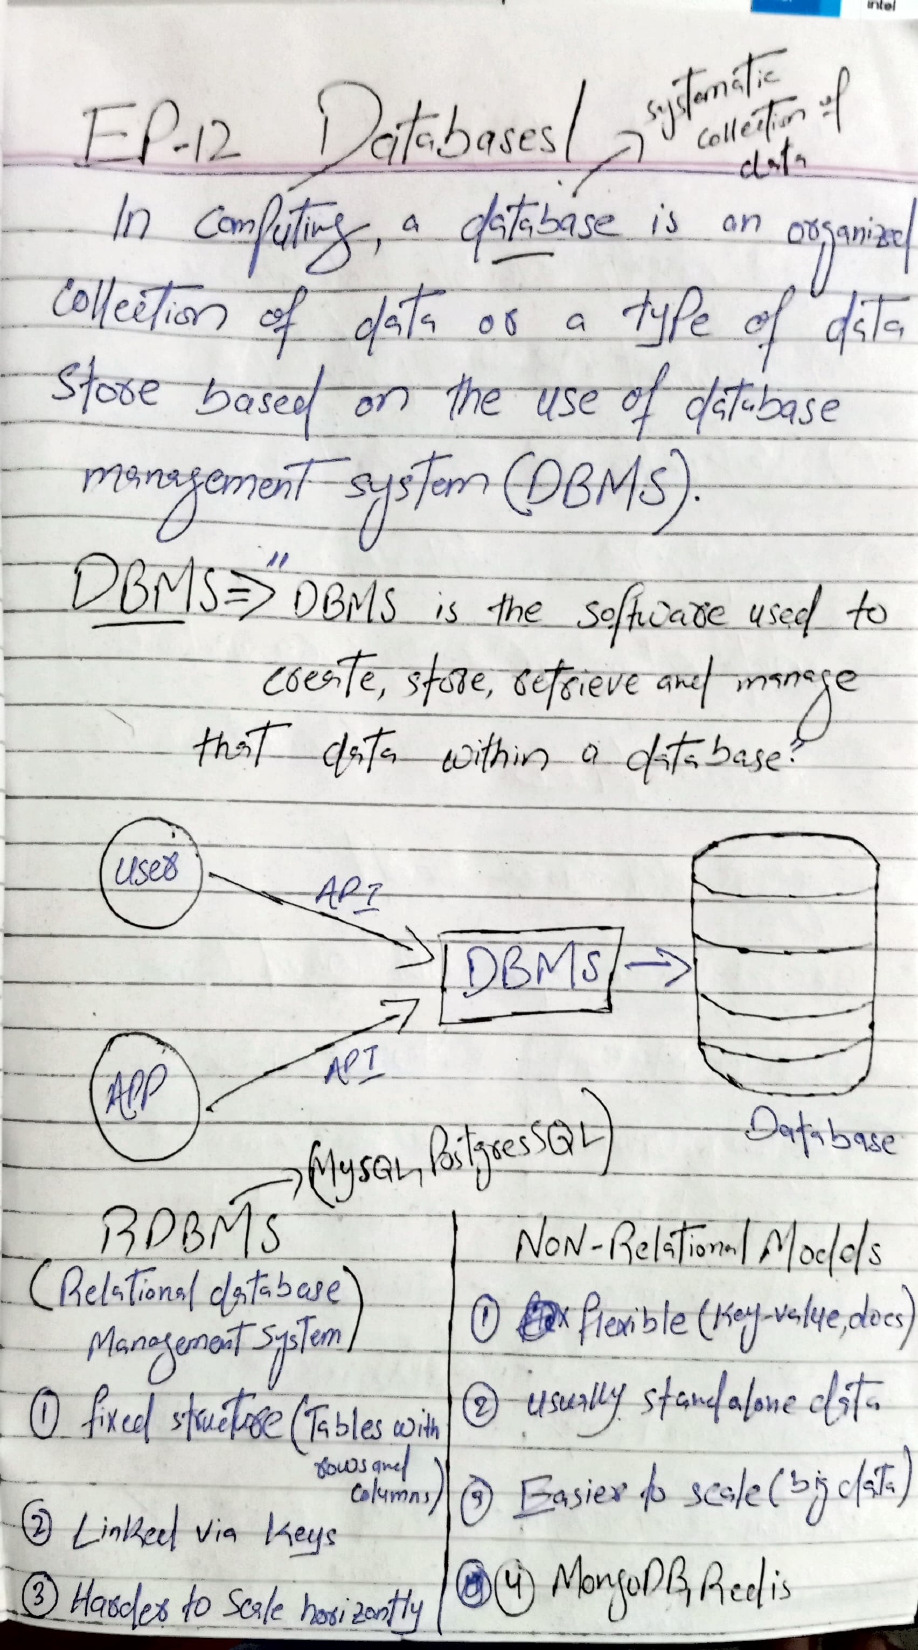 intel
EP-12 Databases
systematic
collection of
data
In Computing, a database is an organized
collection of data or a type of data
store based on the use of database
management system (DBMS).
DBMS => "DBMS is the software used to
create, store, retrieve and manage
that data within a database."
User
API
DBMS
APP
API
Database
(MySQL, PostgresSQL)
RDBMS
(Relational database
Management System)
① fixed structure (Tables with
rows and
columns)
② Linked via Keys
③ Harder to Scale horizontly
NON-Relational Models
① flexible (Key-value, docs)
② usually standalone data
③ Easier to scale (big data)
④ MongoDB, Redis